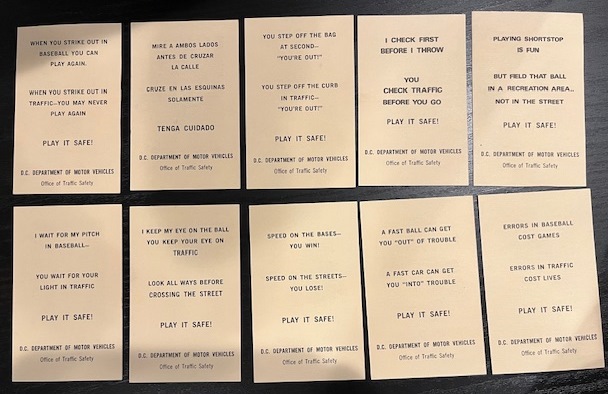 WHEN YOU STRIKE OUT IN
BASEBALL YOU CAN
PLAY AGAIN.
WHEN YOU STRIKE OUT IN
TRAFFIC—YOU MAY NEVER
PLAY AGAIN
PLAY IT SAFE!
D.C. DEPARTMENT OF MOTOR VEHICLES
Office of Traffic Safety
MIRE A AMBOS LADOS
ANTES DE CRUZAR
LA CALLE
CRUZE EN LAS ESQUINAS
SOLAMENTE
TENGA CUIDADO
D.C. DEPARTMENT OF MOTOR VEHICLES
Office of Traffic Safety
YOU STEP OFF THE BAG
AT SECOND—
"YOU'RE OUT!"
YOU STEP OFF THE CURB
IN TRAFFIC—
"YOU'RE OUT!"
PLAY IT SAFE!
D.C. DEPARTMENT OF MOTOR VEHICLES
Office of Traffic Safety
I CHECK FIRST
BEFORE I THROW
YOU
CHECK TRAFFIC
BEFORE YOU GO
PLAY IT SAFE!
D.C. DEPARTMENT OF MOTOR VEHICLES
Office of Traffic Safety
PLAYING SHORTSTOP
IS FUN
BUT FIELD THAT BALL
IN A RECREATION AREA..
NOT IN THE STREET
PLAY IT SAFE!
D.C. DEPARTMENT OF MOTOR VEHICLES
Office of Traffic Safety
I WAIT FOR MY PITCH
IN BASEBALL—
YOU WAIT FOR YOUR
LIGHT IN TRAFFIC
PLAY IT SAFE!
D.C. DEPARTMENT OF MOTOR VEHICLES
Office of Traffic Safety
I KEEP MY EYE ON THE BALL
YOU KEEP YOUR EYE ON
TRAFFIC
LOOK ALL WAYS BEFORE
CROSSING THE STREET
PLAY IT SAFE!
D.C. DEPARTMENT OF MOTOR VEHICLES
Office of Traffic Safety
SPEED ON THE BASES—
YOU WIN!
SPEED ON THE STREETS—
YOU LOSE!
PLAY IT SAFE!
D.C. DEPARTMENT OF MOTOR VEHICLES
Office of Traffic Safety
A FAST BALL CAN GET
YOU "OUT" OF TROUBLE
A FAST CAR CAN GET
YOU "INTO" TROUBLE
PLAY IT SAFE!
D.C. DEPARTMENT OF MOTOR VEHICLES
Office of Traffic Safety
ERRORS IN BASEBALL
COST GAMES
ERRORS IN TRAFFIC
COST LIVES
PLAY IT SAFE!
D.C. DEPARTMENT OF MOTOR VEHICLES
Office of Traffic Safety